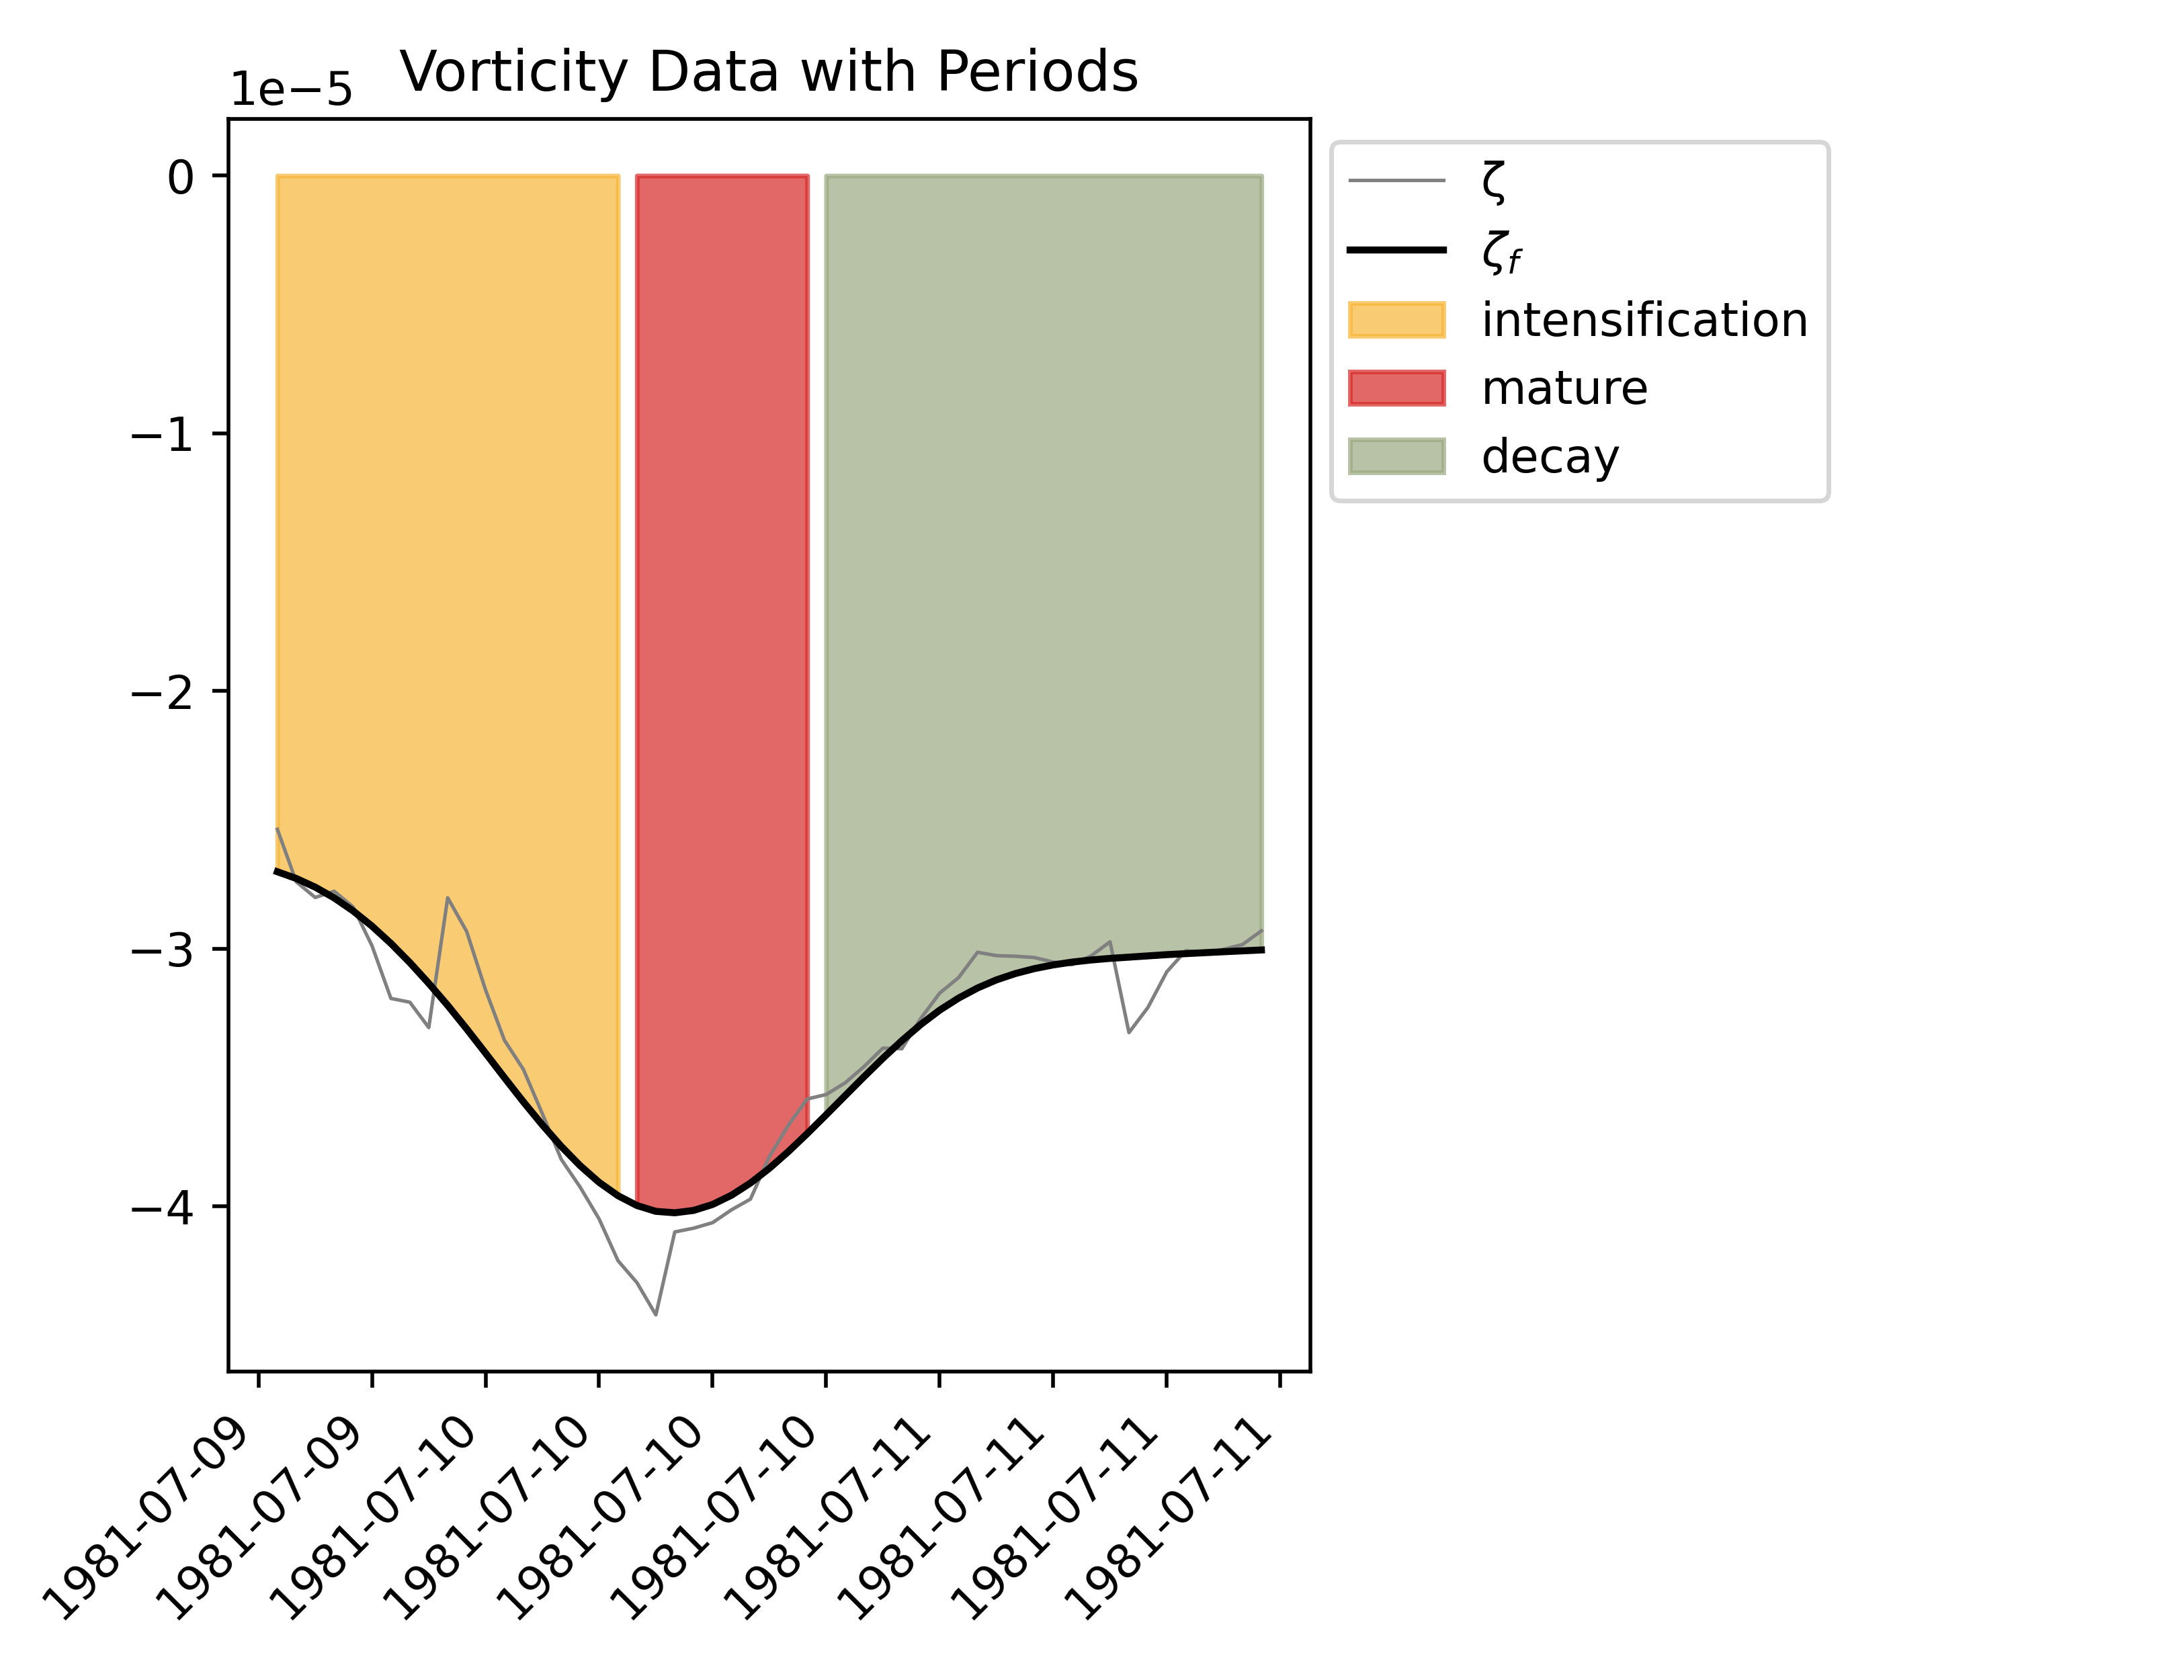 Vorticity Data with Periods
1e−5
0
−1
−2
−3
−4
1981-07-09
1981-07-09
1981-07-10
1981-07-10
1981-07-10
1981-07-10
1981-07-11
1981-07-11
1981-07-11
1981-07-11
ζ
ζf
intensification
mature
decay